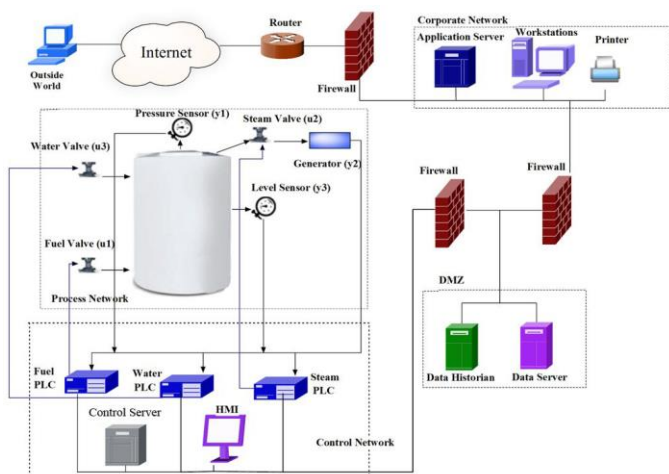 Corporate Network
Application Server
Workstations
Printer
Router
Internet
Outside
World
Firewall
Pressure Sensor (y1)
Steam Valve (u2)
Water Valve (u3)
Generator (y2)
Level Sensor (y3)
Fuel Valve (u1)
Process Network
Firewall
Firewall
DMZ
Data Historian
Data Server
Fuel
PLC
Water
PLC
Steam
PLC
Control Server
HMI
Control Network